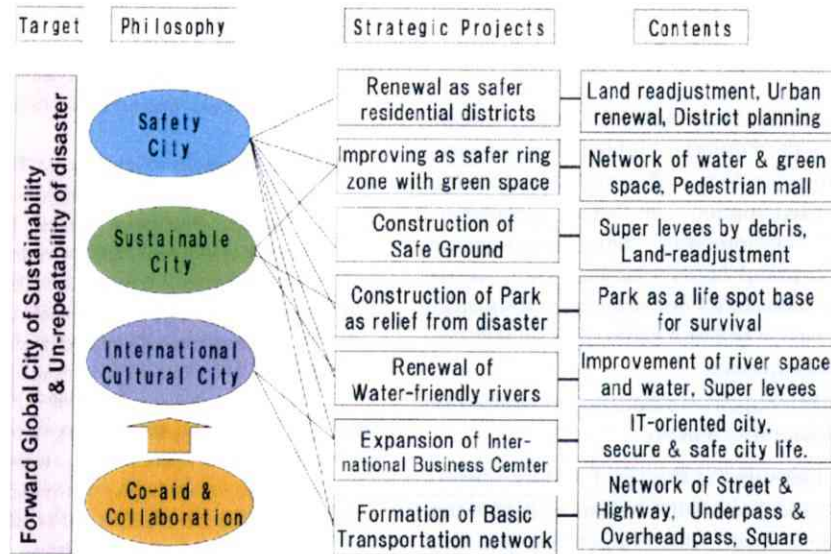 Target
Philosophy
Strategic Projects
Contents
Forward Global City of Sustainability
& Un-repeatability of disaster
Safety
City
Sustainable
City
International
Cultural City
Co-aid &
Collaboration
Renewal as safer
residential districts
Land readjustment, Urban
renewal, District planning
Improving as safer ring
zone with green space
Network of water & green
space, Pedestrian mall
Construction of
Safe Ground
Super levees by debris,
Land-readjustment
Construction of Park
as relief from disaster
Park as a life spot base
for survival
Renewal of
Water-friendly rivers
Improvement of river space
and water, Super levees
Expansion of Inter-
national Business Cemter
IT-oriented city,
secure & safe city life.
Formation of Basic
Transportation network
Network of Street &
Highway, Underpass &
Overhead pass, Square